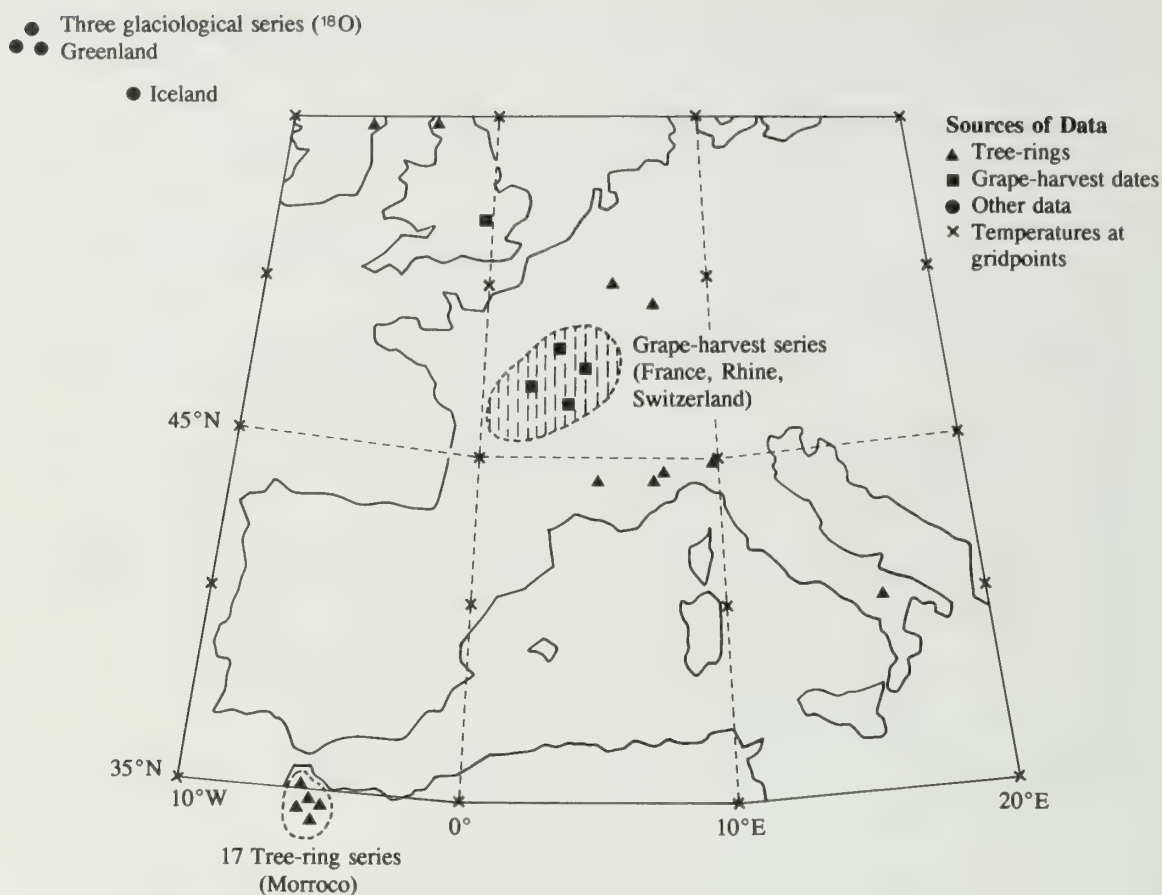 Three glaciological series (¹⁸O)
Greenland
Iceland
Sources of Data
Tree-rings
Grape-harvest dates
Other data
Temperatures at
gridpoints
Grape-harvest series
(France, Rhine,
Switzerland)
45°N
35°N
10°W
0°
10°E
20°E
17 Tree-ring series
(Morroco)